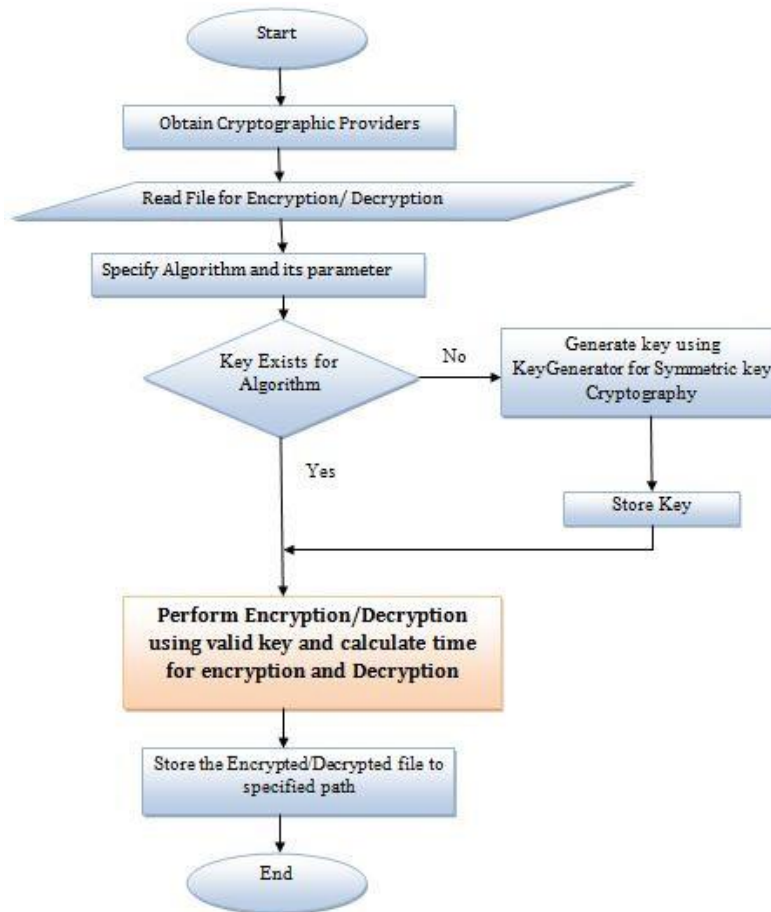 Start
Obtain Cryptographic Providers
Read File for Encryption/ Decryption
Specify Algorithm and its parameter
Key Exists for
Algorithm
No
Generate key using
KeyGenerator for Symmetric key
Cryptography
Yes
Store Key
Perform Encryption/Decryption
using valid key and calculate time
for encryption and Decryption
Store the Encrypted/Decrypted file to
specified path
End